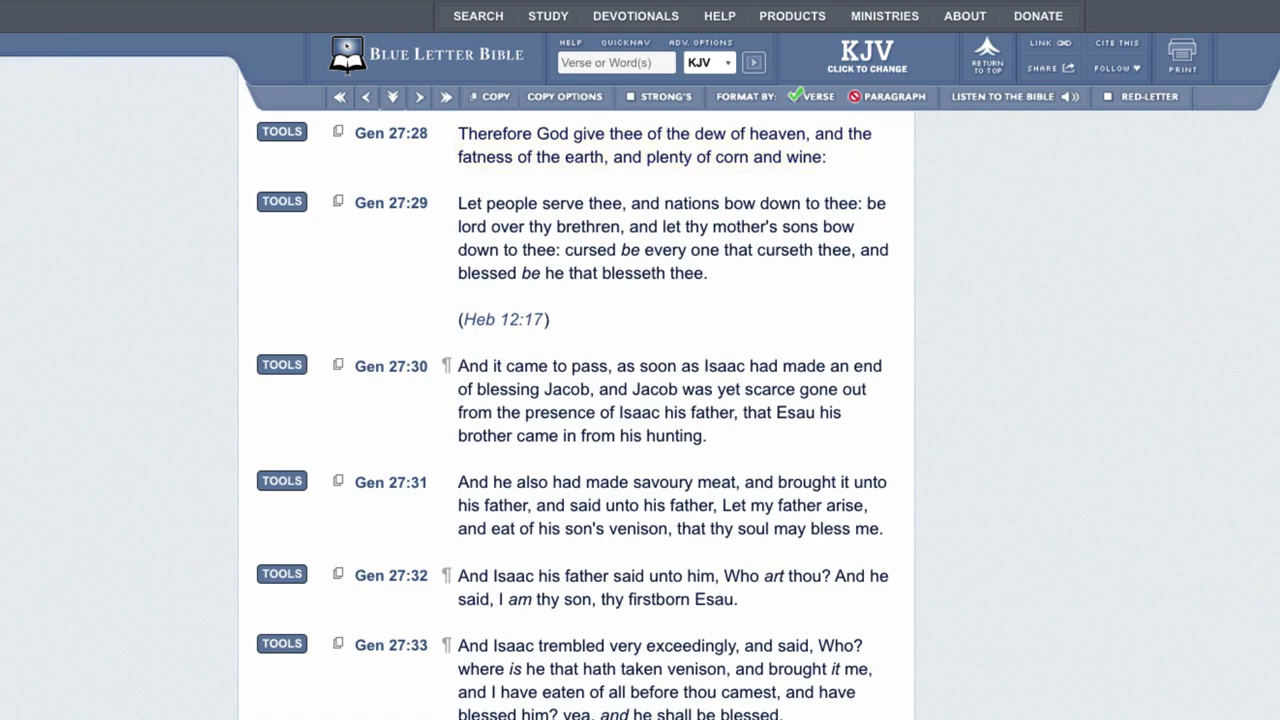 SEARCH STUDY DEVOTIONALS HELP PRODUCTS MINISTRIES ABOUT DONATE
BLUE LETTER BIBLE
HELP QUICKNAV ADV. OPTIONS
Verse or Word(s) KJV
KJV
CLICK TO CHANGE
RETURN
TO TOP
LINK CITE THIS
SHARE FOLLOW
PRINT
COPY COPY OPTIONS STRONG'S FORMAT BY: VERSE PARAGRAPH LISTEN TO THE BIBLE RED-LETTER
TOOLS Gen 27:28 Therefore God give thee of the dew of heaven, and the
fatness of the earth, and plenty of corn and wine:
TOOLS Gen 27:29 Let people serve thee, and nations bow down to thee: be
lord over thy brethren, and let thy mother's sons bow
down to thee: cursed be every one that curseth thee, and
blessed be he that blesseth thee.
(Heb 12:17)
TOOLS Gen 27:30 ¶ And it came to pass, as soon as Isaac had made an end
of blessing Jacob, and Jacob was yet scarce gone out
from the presence of Isaac his father, that Esau his
brother came in from his hunting.
TOOLS Gen 27:31 And he also had made savoury meat, and brought it unto
his father, and said unto his father, Let my father arise,
and eat of his son's venison, that thy soul may bless me.
TOOLS Gen 27:32 ¶ And Isaac his father said unto him, Who art thou? And he
said, I am thy son, thy firstborn Esau.
TOOLS Gen 27:33 ¶ And Isaac trembled very exceedingly, and said, Who?
where is he that hath taken venison, and brought it me,
and I have eaten of all before thou camest, and have
blessed him? yea, and he shall be blessed.